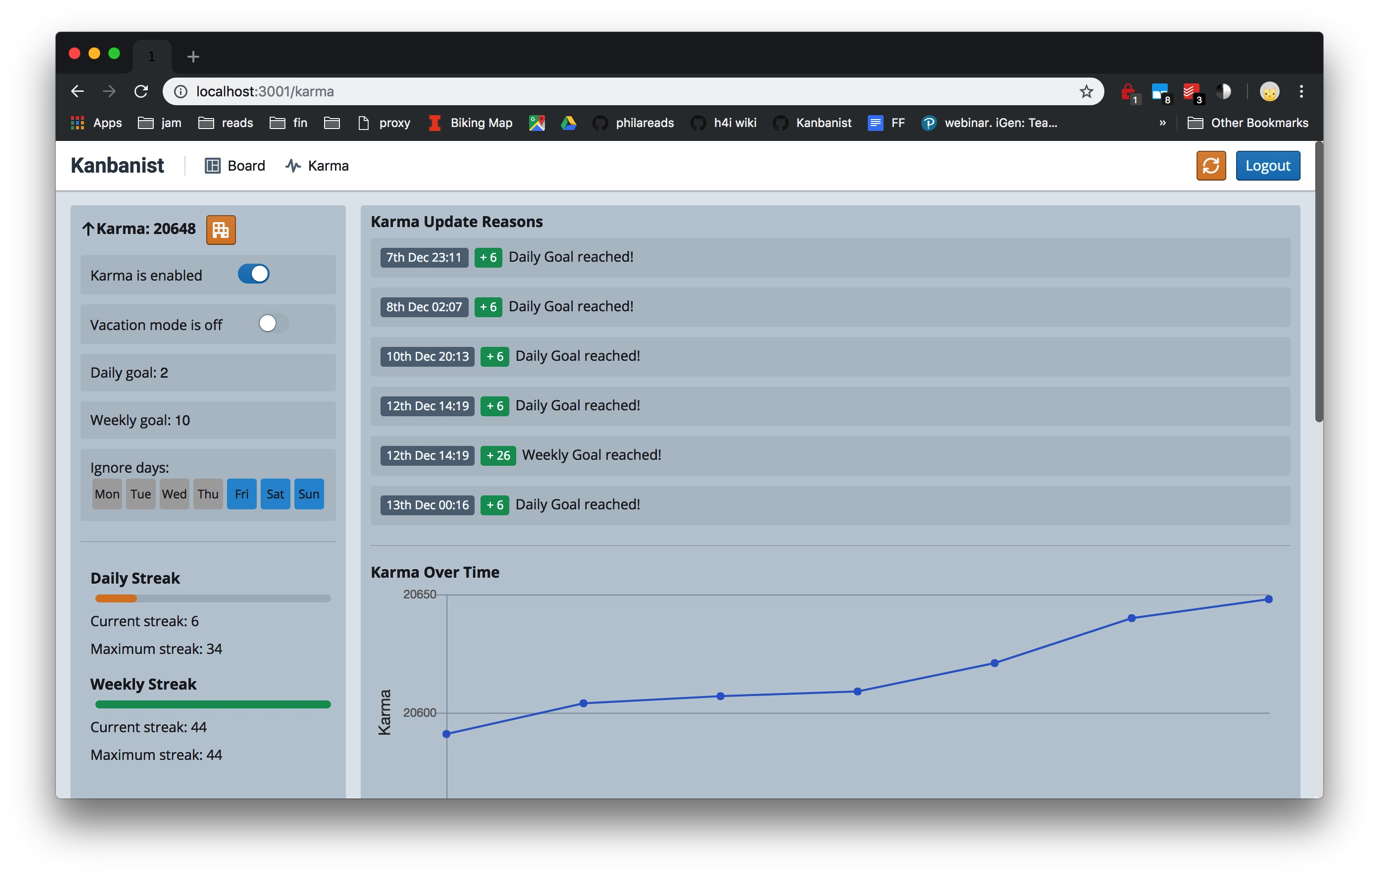 1
localhost:3001/karma
1
8
3
Apps jam reads fin proxy Biking Map philareads h4i wiki Kanbanist FF webinar. iGen: Tea... » Other Bookmarks
Kanbanist Board Karma Logout
Karma: 20648
Karma is enabled
Vacation mode is off
Daily goal: 2
Weekly goal: 10
Ignore days:
Mon Tue Wed Thu Fri Sat Sun
Daily Streak
Current streak: 6
Maximum streak: 34
Weekly Streak
Current streak: 44
Maximum streak: 44
Karma Update Reasons
7th Dec 23:11 + 6 Daily Goal reached!
8th Dec 02:07 + 6 Daily Goal reached!
10th Dec 20:13 + 6 Daily Goal reached!
12th Dec 14:19 + 6 Daily Goal reached!
12th Dec 14:19 + 26 Weekly Goal reached!
13th Dec 00:16 + 6 Daily Goal reached!
Karma Over Time
20650
Karma
20600